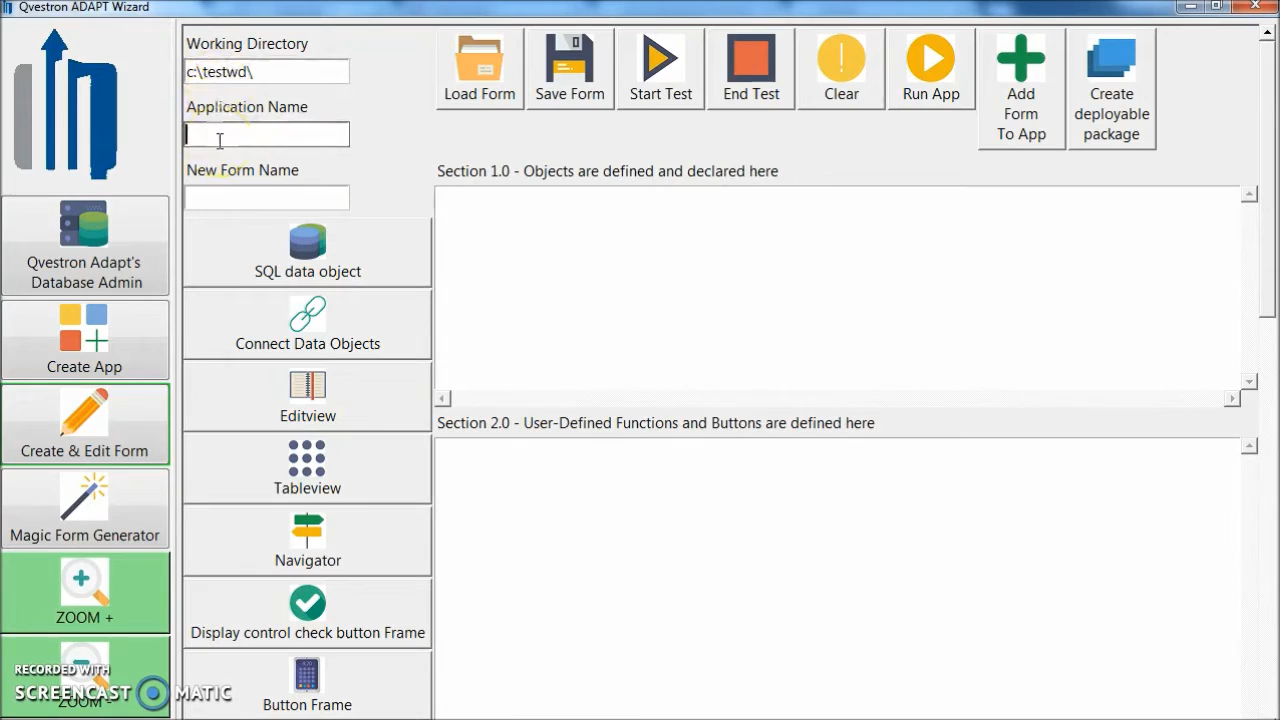 Qvestron ADAPT Wizard
Working Directory
c:\testwd\
Application Name
New Form Name
Load Form
Save Form
Start Test
End Test
Clear
Run App
Add
Form
To App
Create
deployable
package
Qvestron Adapt's
Database Admin
Create App
Create & Edit Form
Magic Form Generator
ZOOM +
ZOOM -
SQL data object
Connect Data Objects
Editview
Tableview
Navigator
Display control check button Frame
Button Frame
Section 1.0 - Objects are defined and declared here
Section 2.0 - User-Defined Functions and Buttons are defined here
RECORDED WITH
SCREENCAST MATIC